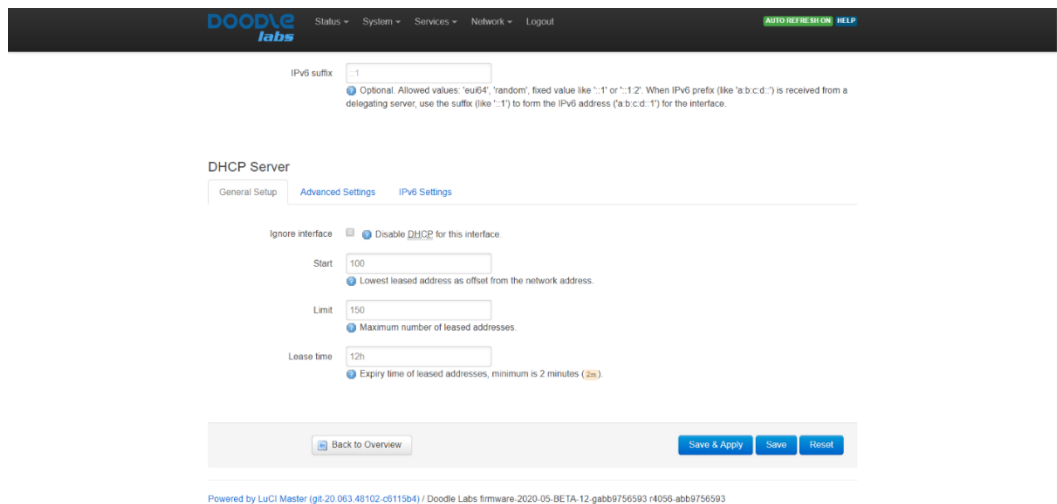 DOODLE labs
Status System Services Network Logout AUTO REFRESH ON HELP
IPv6 suffix ::1
Optional. Allowed values: 'eui64', 'random', fixed value like '::1' or '::1:2'. When IPv6 prefix (like 'a:b:c:d::') is received from a
delegating server, use the suffix (like '::1') to form the IPv6 address ('a:b:c:d::1') for the interface.
DHCP Server
General Setup Advanced Settings IPv6 Settings
Ignore interface Disable DHCP for this interface.
Start 100
Lowest leased address as offset from the network address.
Limit 150
Maximum number of leased addresses.
Lease time 12h
Expiry time of leased addresses, minimum is 2 minutes (2m).
Back to Overview Save & Apply Save Reset
Powered by LuCI Master (git-20.063.48102-c6115b4) / Doodle Labs firmware-2020-05-BETA-12-gabb9756593 r4056-abb9756593